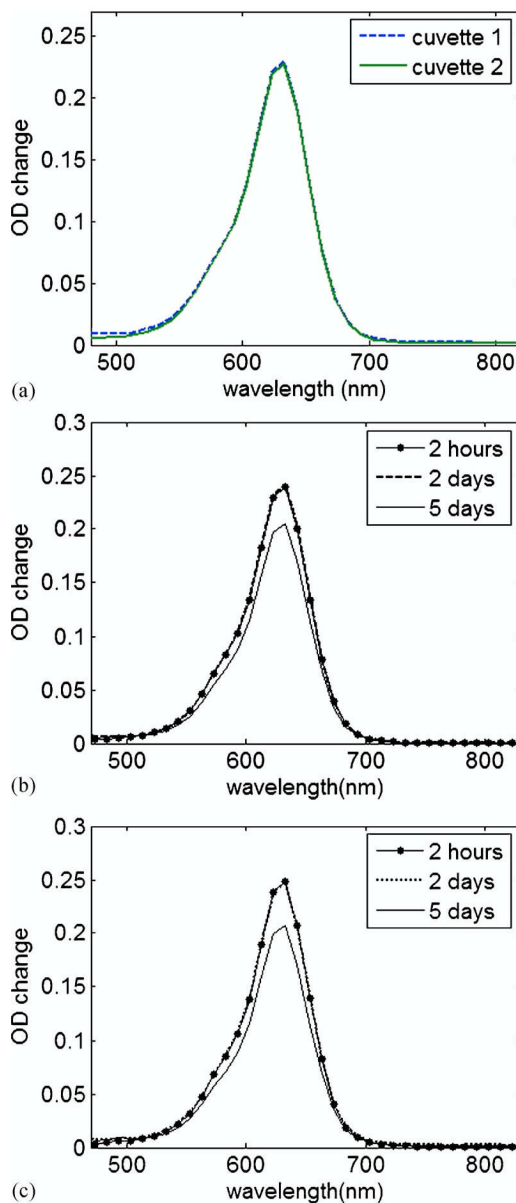 0.25
0.2
0.15
0.1
0.05
0
OD change
cuvette 1
cuvette 2
500 600 700 800
wavelength (nm)
(a)
0.3
0.25
0.2
0.15
0.1
0.05
0
OD change
2 hours
2 days
5 days
500 600 700 800
wavelength(nm)
(b)
0.3
0.25
0.2
0.15
0.1
0.05
0
OD change
2 hours
2 days
5 days
500 600 700 800
wavelength(nm)
(c)